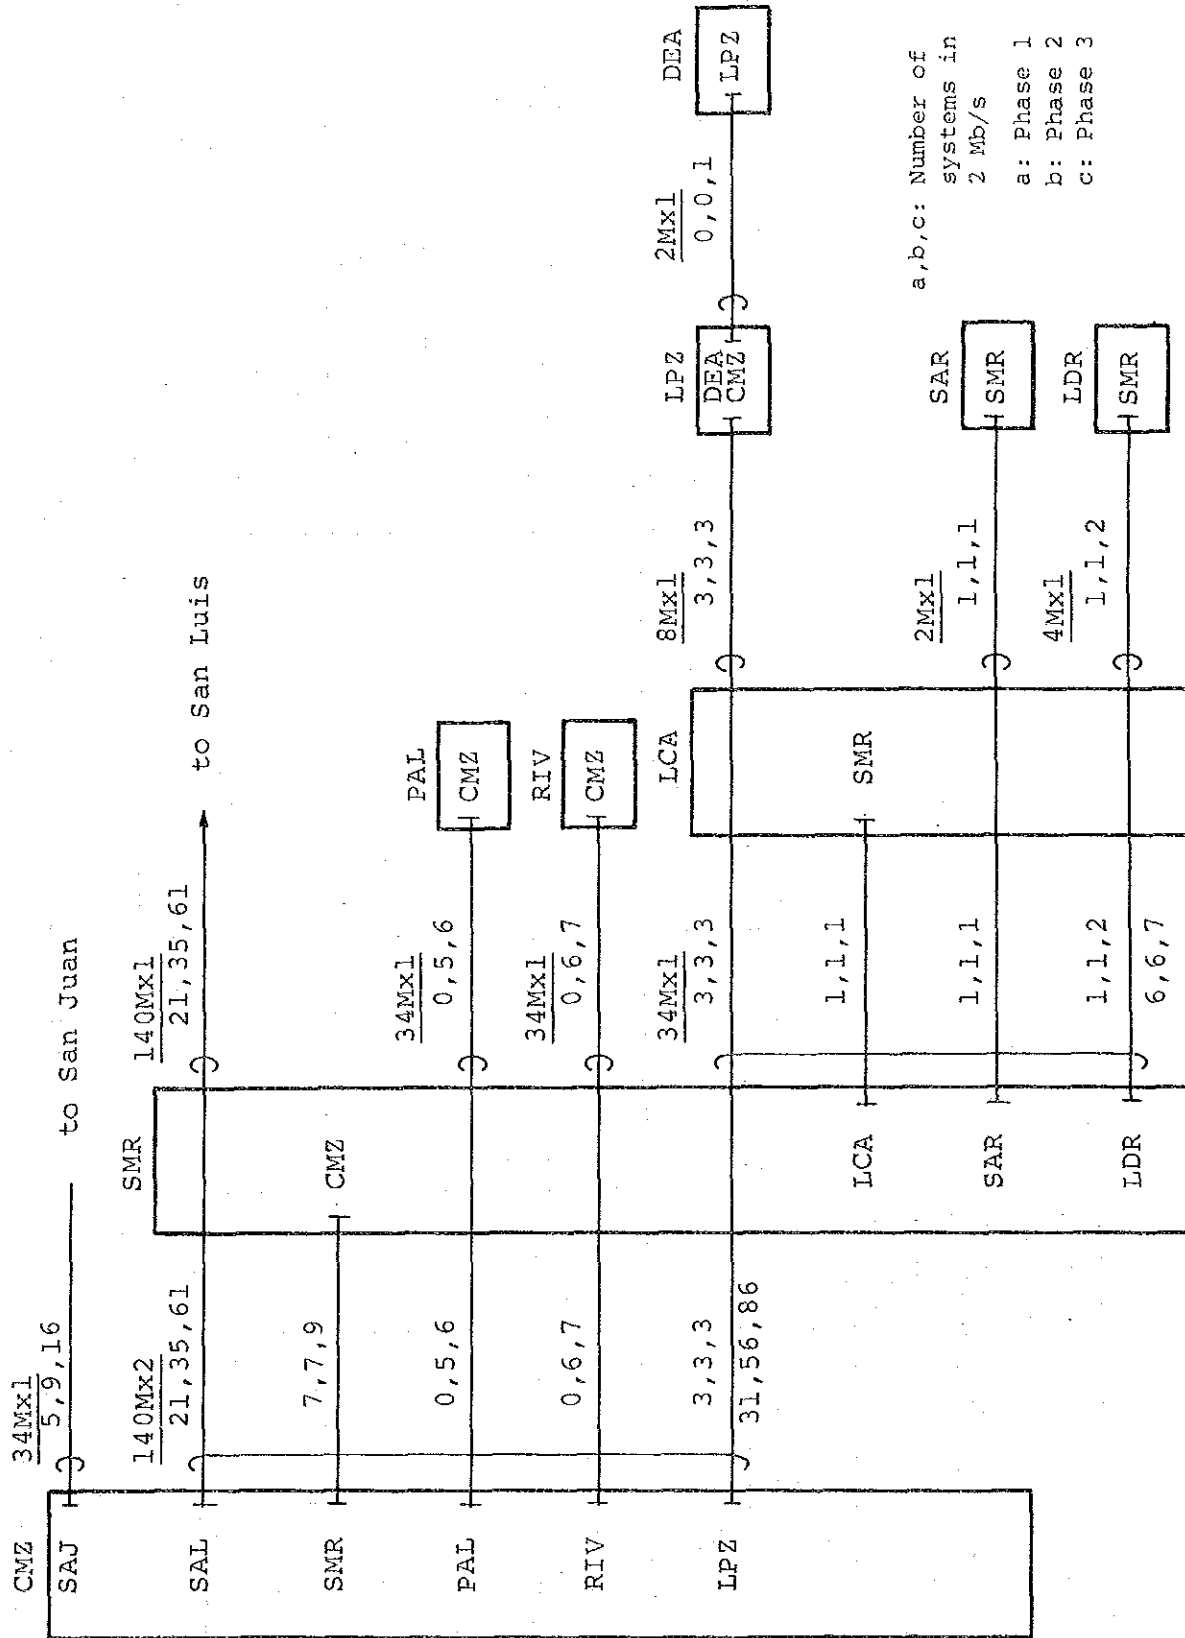 CMZ
SAJ
34Mx1
5,9,16
to San Juan
SAL
140Mx2
21,35,61
SMR
140Mx1
21,35,61
to San Luis
SMR
7,7,9
CMZ
PAL
0,5,6
34Mx1
0,5,6
PAL
CMZ
RIV
0,6,7
34Mx1
0,6,7
RIV
CMZ
LPZ
3,3,3
31,56,86
34Mx1
3,3,3
LCA
8Mx1
3,3,3
LPZ
DEA
CMZ
2Mx1
0,0,1
DEA
LPZ
LCA
1,1,1
SMR
SAR
1,1,1
2Mx1
1,1,1
SAR
SMR
LDR
1,1,2
6,6,7
4Mx1
1,1,2
LDR
SMR
a,b,c: Number of
systems in
2 Mb/s
a: Phase 1
b: Phase 2
c: Phase 3